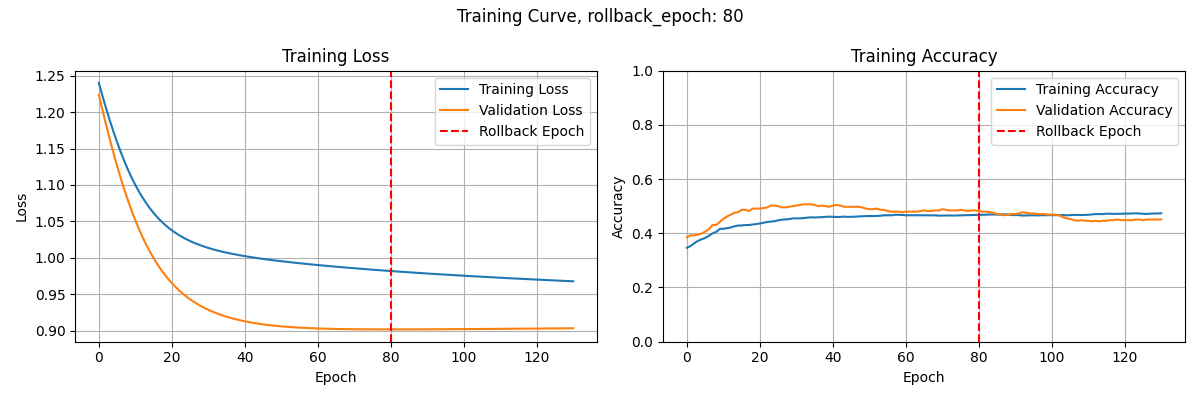 Training Curve, rollback_epoch: 80
Training Loss
1.25
1.20
1.15
1.10
1.05
1.00
0.95
0.90
Loss
Training Loss
Validation Loss
Rollback Epoch
0 20 40 60 80 100 120
Epoch
Training Accuracy
1.0
0.8
0.6
0.4
0.2
0.0
Accuracy
Training Accuracy
Validation Accuracy
Rollback Epoch
0 20 40 60 80 100 120
Epoch